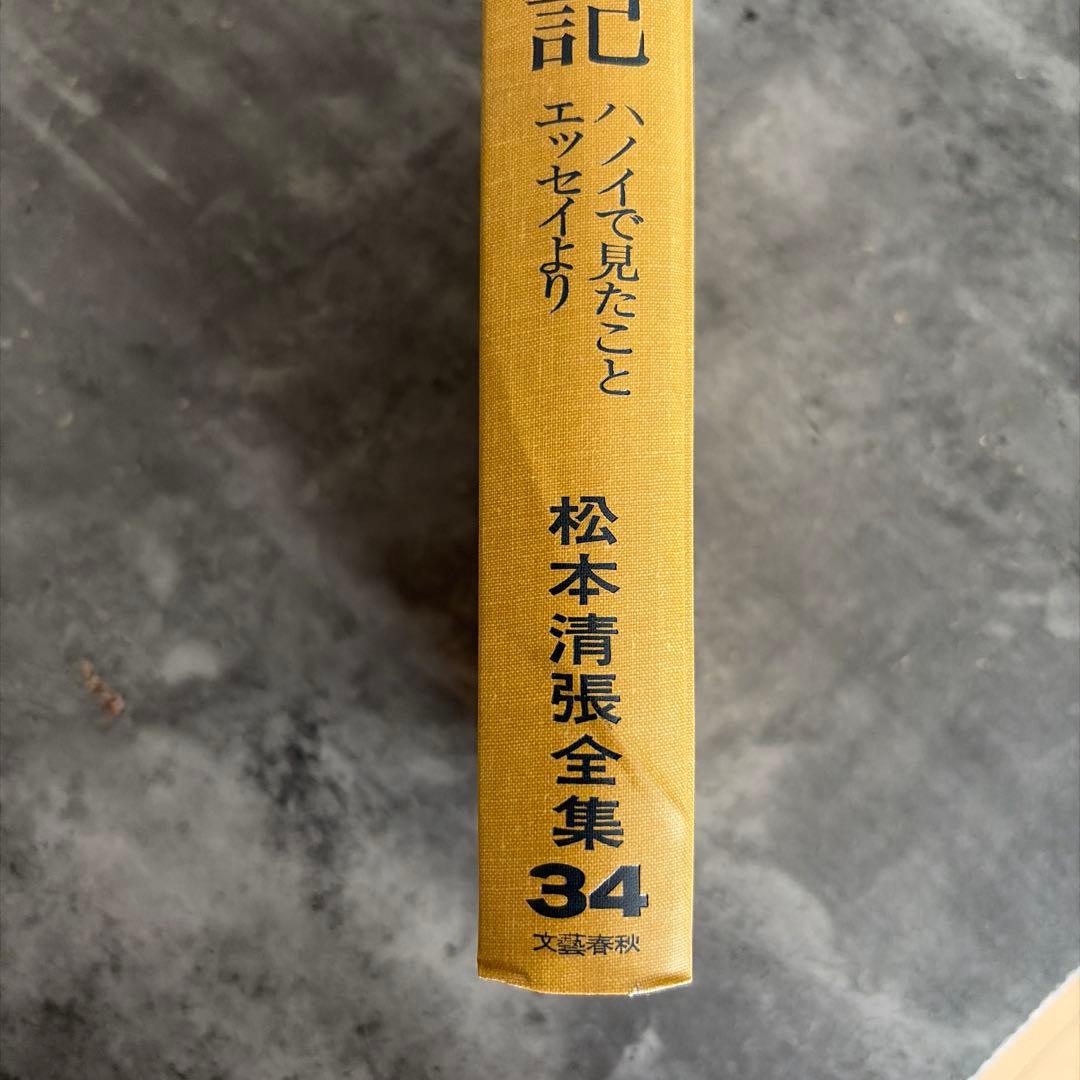 記
ハノイで見たこと
エッセイより
松本清張全集
34
文藝春秋